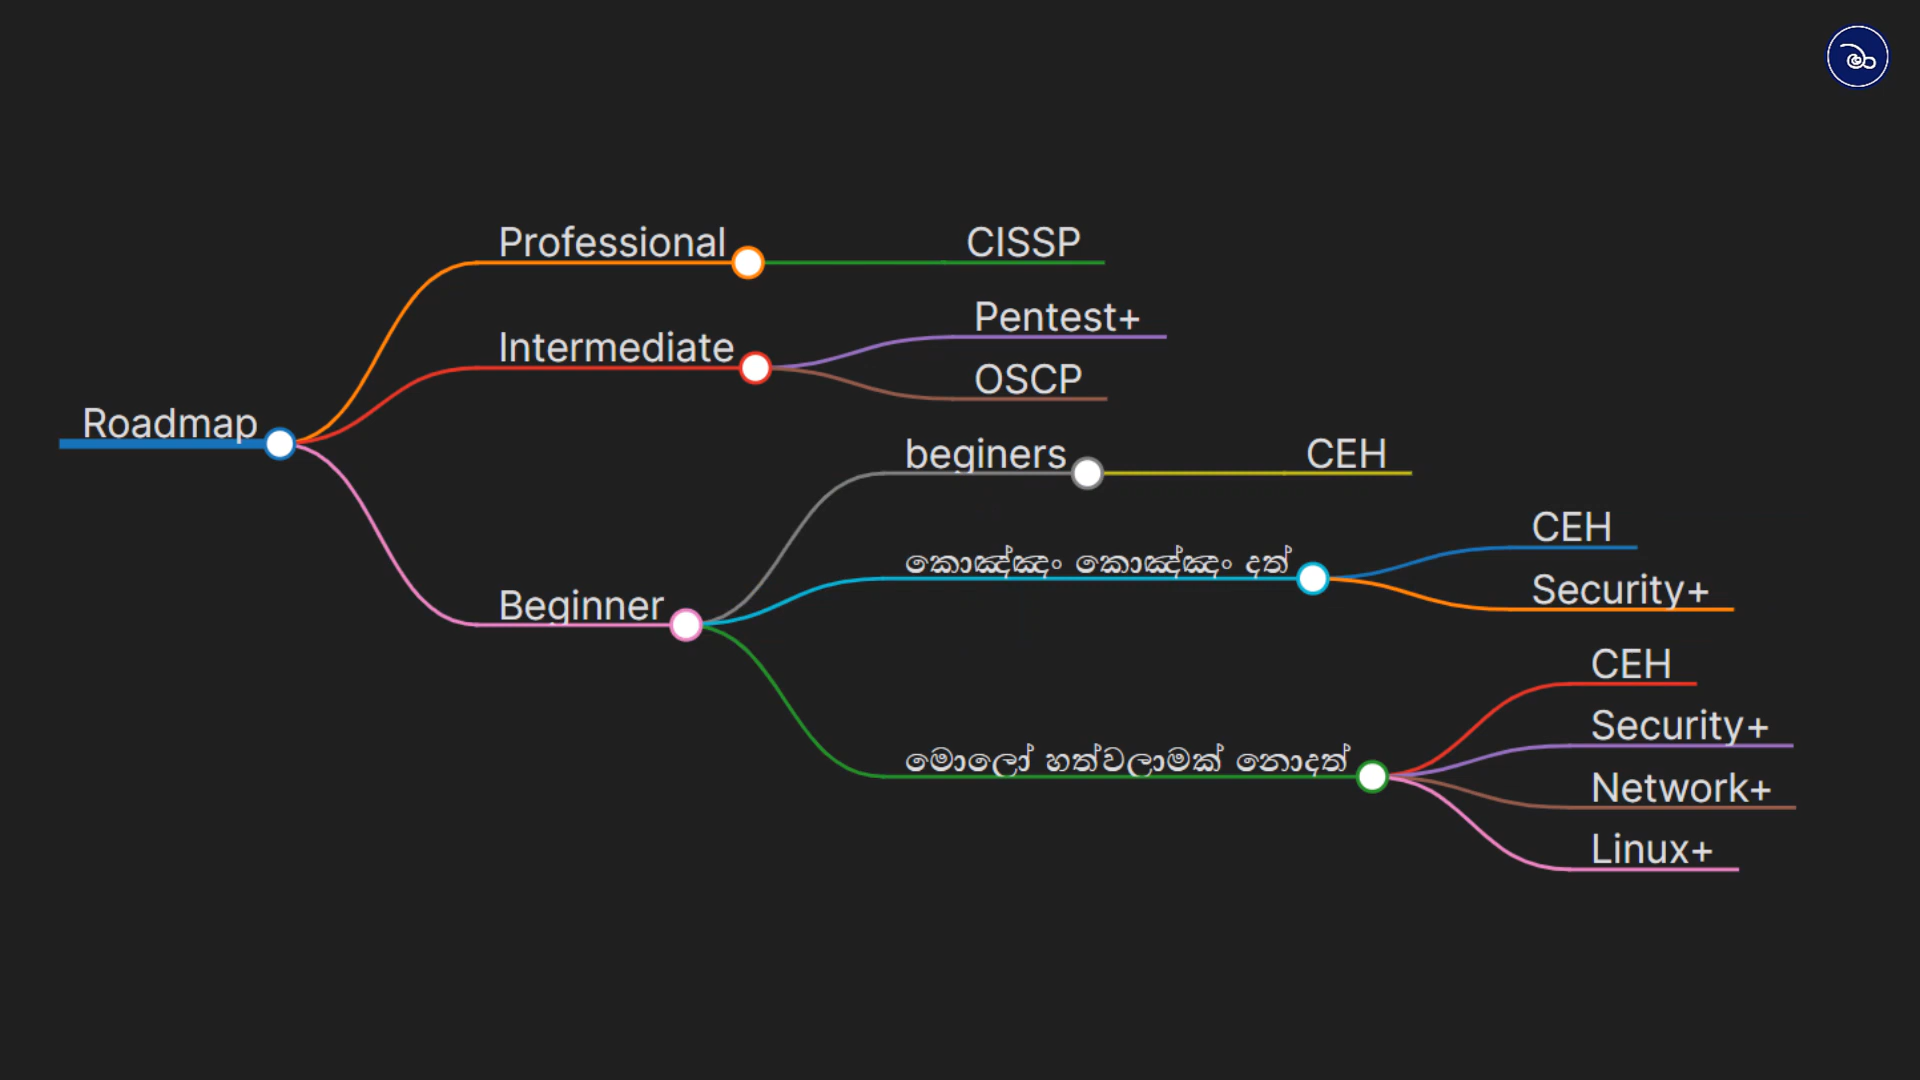 Roadmap
Professional
CISSP
Intermediate
Pentest+
OSCP
Beginner
beginers
CEH
කොඤ්ඤං කොඤ්ඤං දත්
CEH
Security+
මොලෝ හත්වලාමක් නොදත්
CEH
Security+
Network+
Linux+